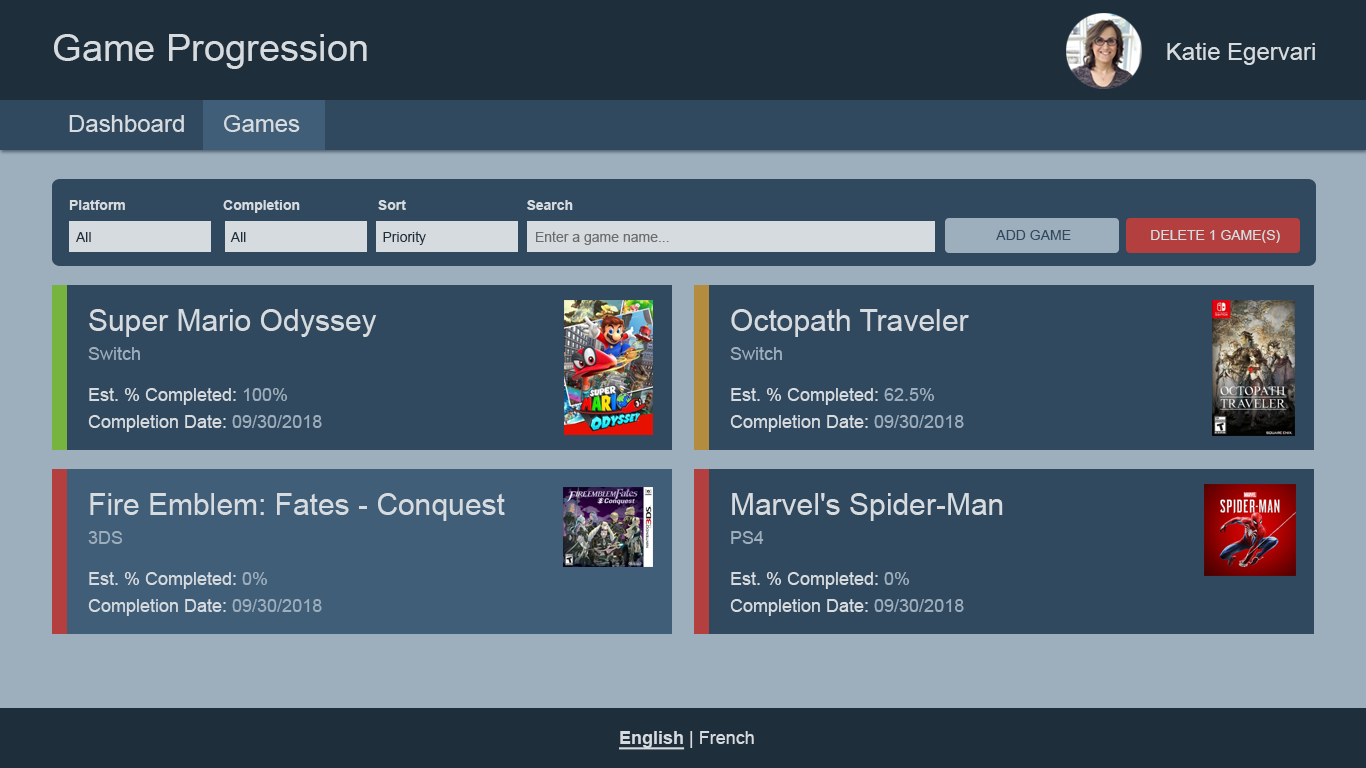 Game Progression
Katie Egervari
Dashboard
Games
Platform
Completion
Sort
Search
All
All
Priority
Enter a game name...
ADD GAME
DELETE 1 GAME(S)
Super Mario Odyssey
Switch
Est. % Completed: 100%
Completion Date: 09/30/2018
SUPER
MARIO
ODYSSEY
Octopath Traveler
Switch
Est. % Completed: 62.5%
Completion Date: 09/30/2018
OCTOPATH
TRAVELER
T
SQUARE ENIX
Fire Emblem: Fates - Conquest
3DS
Est. % Completed: 0%
Completion Date: 09/30/2018
FIRE EMBLEM Fates
Conquest
T
Marvel's Spider-Man
PS4
Est. % Completed: 0%
Completion Date: 09/30/2018
MARVEL
SPIDER-MAN
English | French